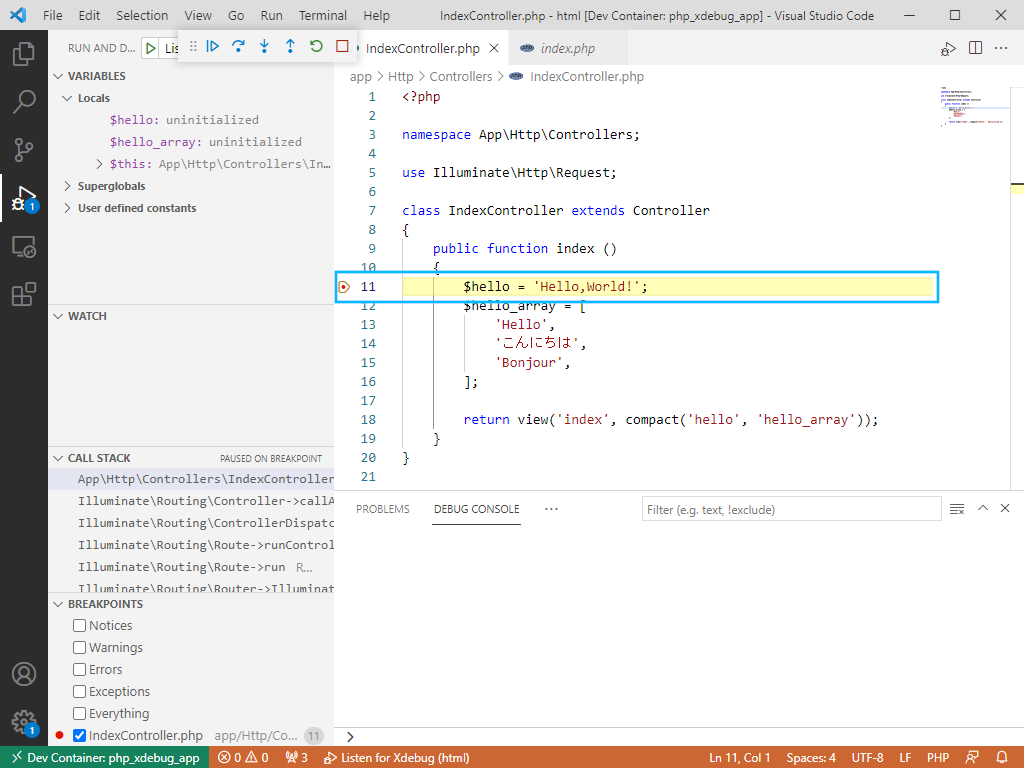 File Edit Selection View Go Run Terminal Help IndexController.php - html [Dev Container: php_xdebug_app] - Visual Studio Code
RUN AND D...
IndexController.php
index.php
app > Http > Controllers > IndexController.php
VARIABLES
Locals
$hello: uninitialized
$hello_array: uninitialized
$this: App\Http\Controllers\In...
Superglobals
User defined constants
WATCH
CALL STACK PAUSED ON BREAKPOINT
App\Http\Controllers\IndexController
Illuminate\Routing\Controller->callA
Illuminate\Routing\ControllerDispatc
Illuminate\Routing\Route->runControl
Illuminate\Routing\Route->run R...
Illuminate\Routing\Router->Illuminat
BREAKPOINTS
Notices
Warnings
Errors
Exceptions
Everything
IndexController.php app/Http/Co... 11
1
1
1 <?php
2
3 namespace App\Http\Controllers;
4
5 use Illuminate\Http\Request;
6
7 class IndexController extends Controller
8 {
9 public function index ()
10 {
11 $hello = 'Hello,World!';
12 $hello_array = [
13 'Hello',
14 'こんにちは',
15 'Bonjour',
16 ];
17
18 return view('index', compact('hello', 'hello_array'));
19 }
20 }
21
PROBLEMS DEBUG CONSOLE ... Filter (e.g. text, !exclude)
>
Dev Container: php_xdebug_app 0 0 3 Listen for Xdebug (html) Ln 11, Col 1 Spaces: 4 UTF-8 LF PHP